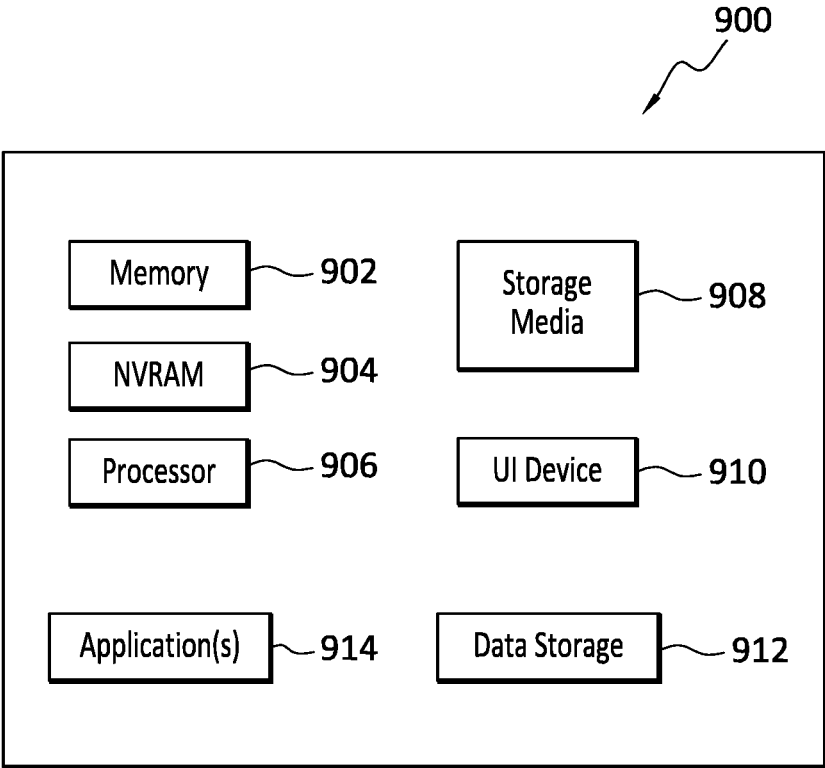 900
Memory 902
Storage
Media
908
NVRAM 904
Processor 906
UI Device 910
Application(s) 914
Data Storage 912